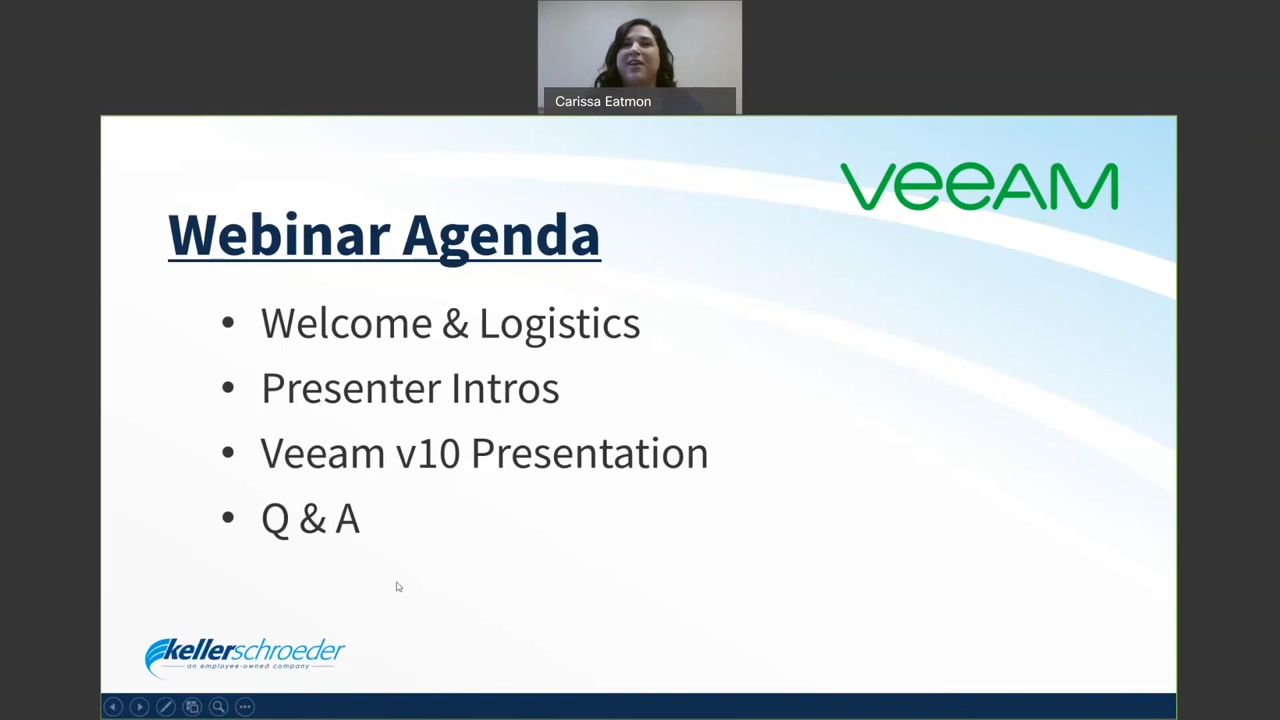 Carissa Eatmon
veeAM
Webinar Agenda
• Welcome & Logistics
• Presenter Intros
• Veeam v10 Presentation
• Q & A
kellerschroeder
an employee-owned company